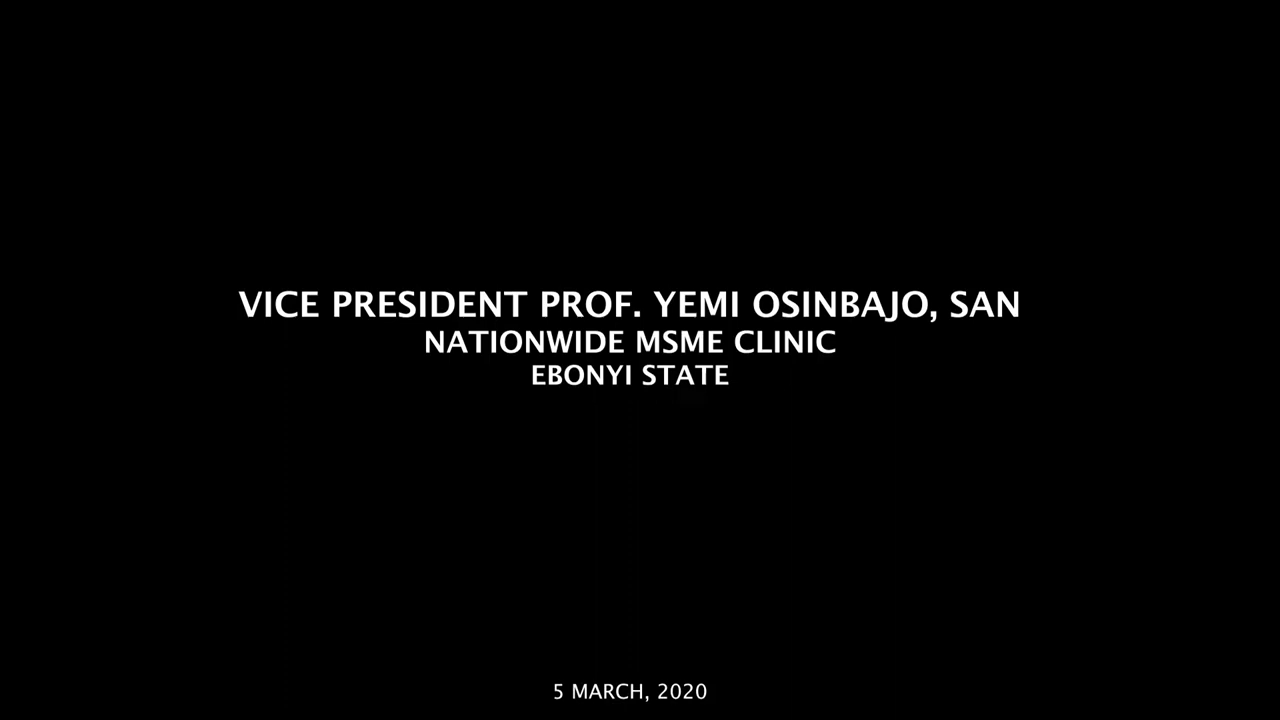 VICE PRESIDENT PROF. YEMI OSINBAJO, SAN
NATIONWIDE MSME CLINIC
EBONYI STATE
5 MARCH, 2020